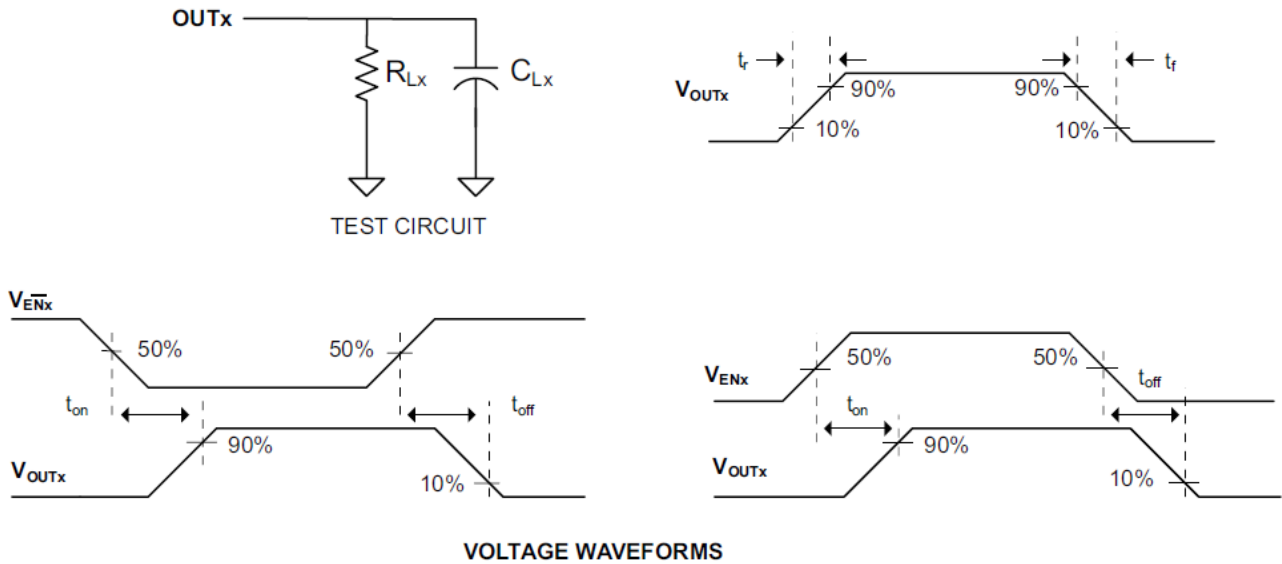 OUTx
RLx
CLx
TEST CIRCUIT
tr
tf
VOUTx
90%
90%
10%
10%
VEN̅x
50%
50%
ton
toff
90%
VOUTx
10%
50%
50%
VENx
toff
ton
90%
VOUTx
10%
VOLTAGE WAVEFORMS